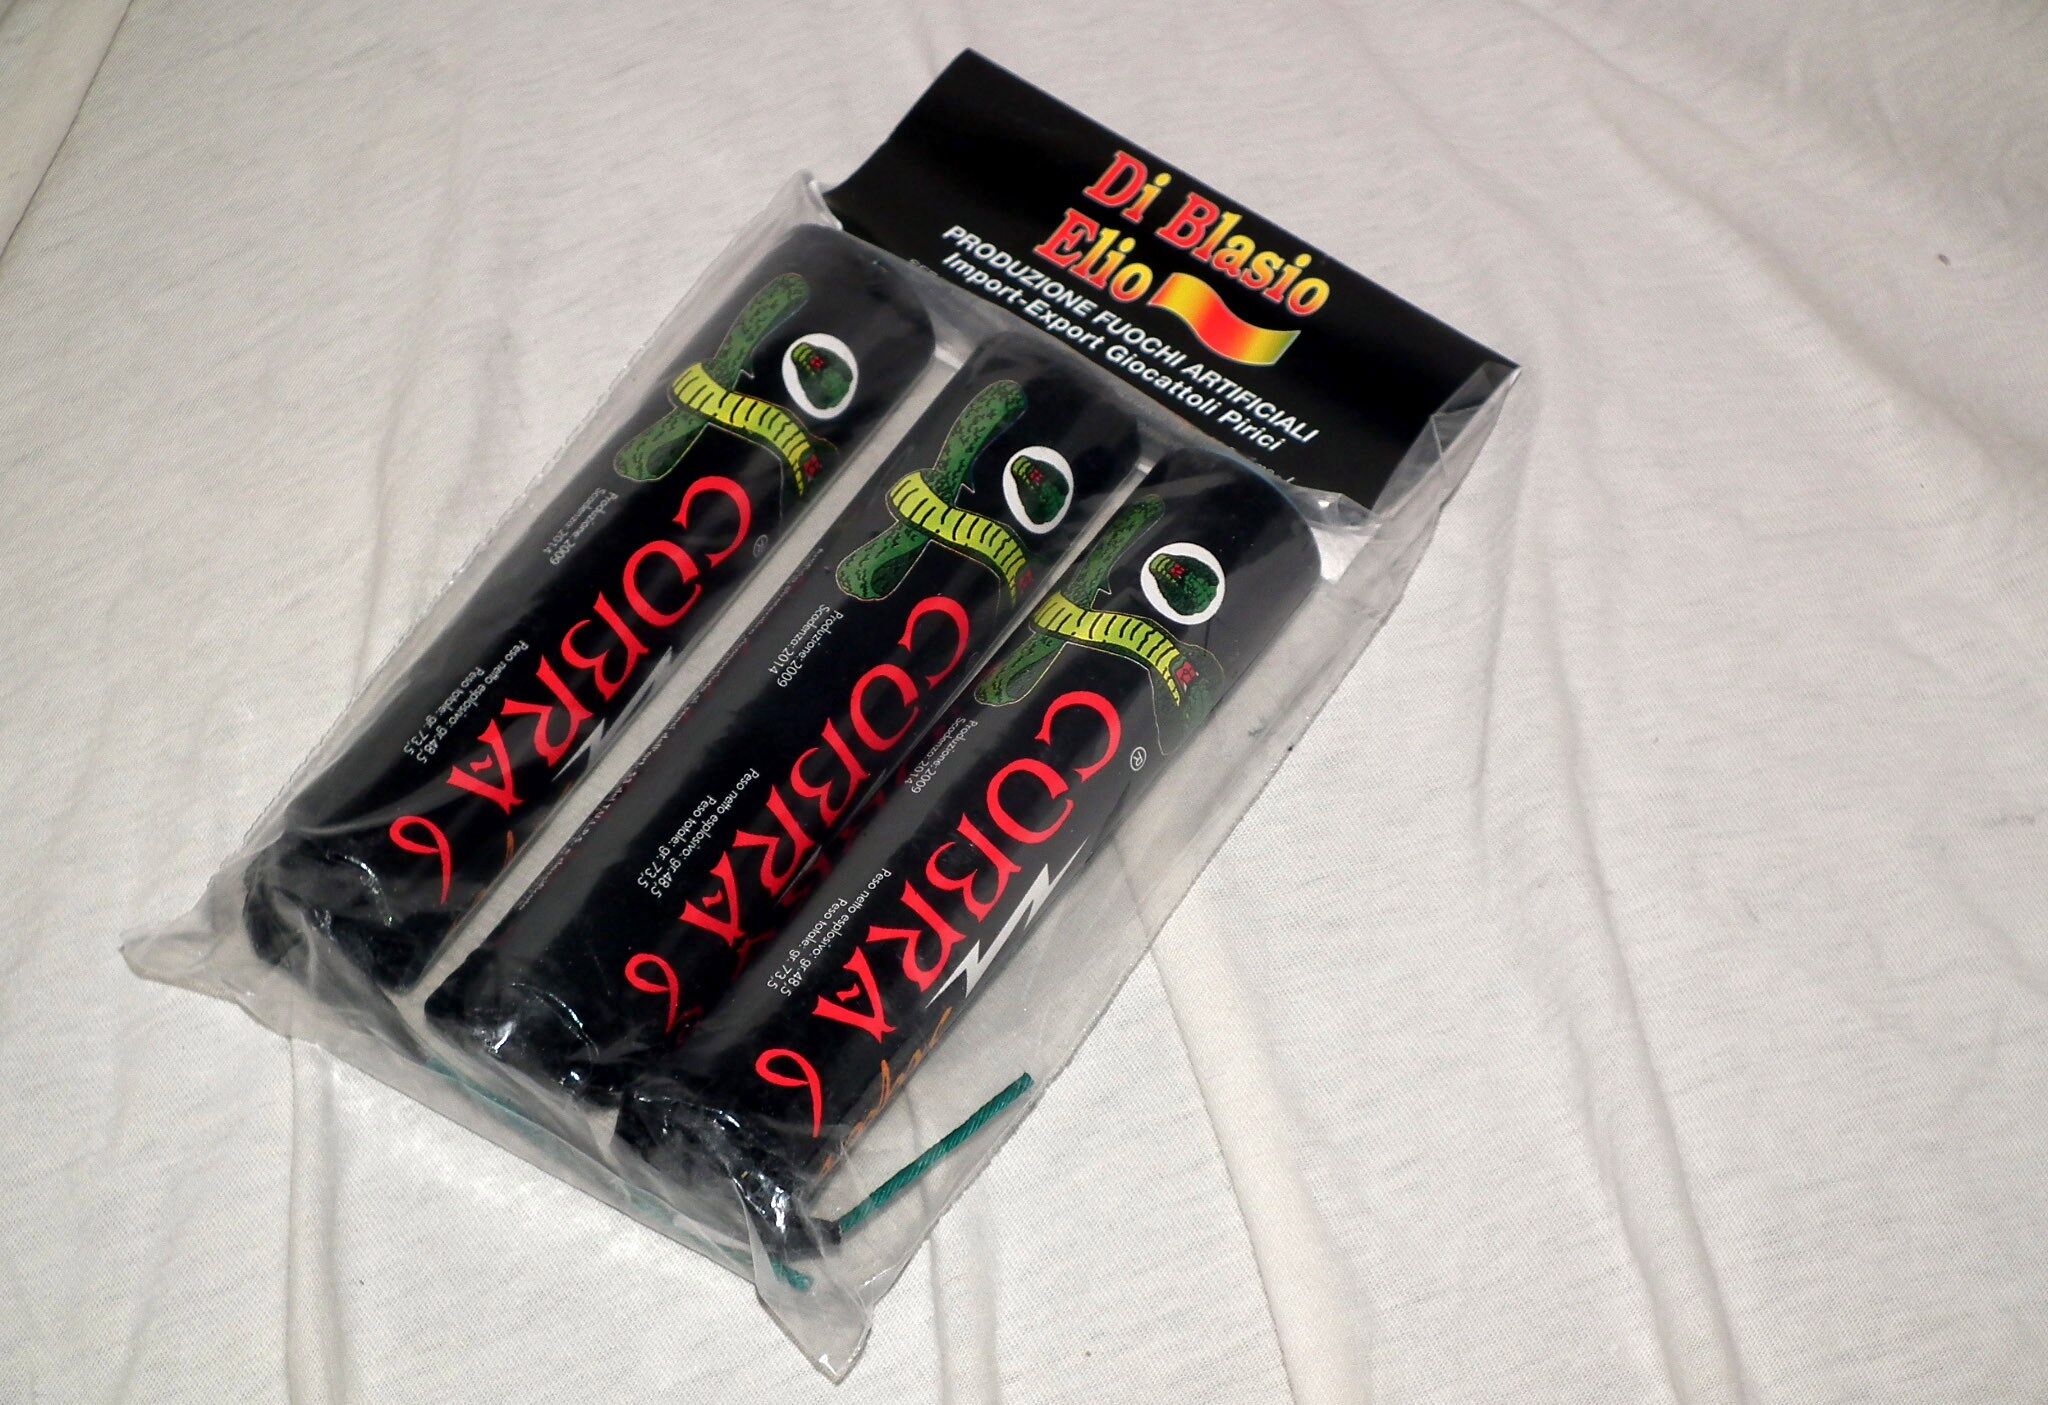 Di Blasio
Elio
PRODUZIONE FUOCHI ARTIFICIALI
Import-Export Giocattoli Pirici
COBRA 6
®
Produzione: 2009
Scadenza: 2014
Peso netto esplosivo: gr.48,5
Peso totale: gr. 73,5
COBRA 6
Produzione: 2009
Scadenza: 2014
Peso netto esplosivo: gr.48,5
Peso totale: gr. 73,5
COBRA 6
®
Produzione: 2009
Scadenza: 2014
Peso netto esplosivo: gr.48,5
Peso totale: gr. 73,5